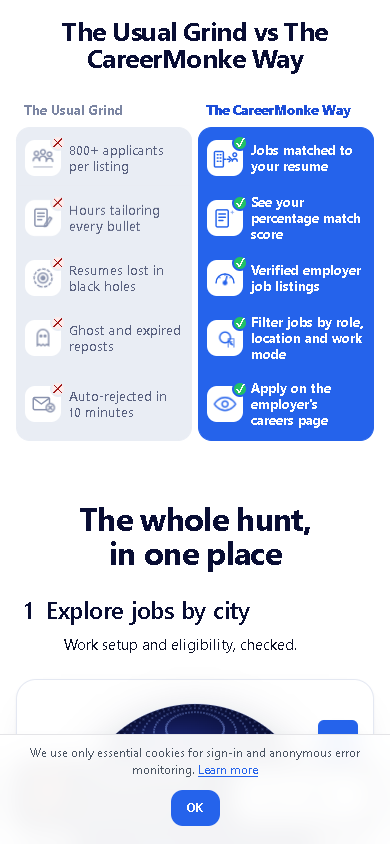 The Usual Grind vs The
CareerMonke Way
The Usual Grind
800+ applicants
per listing
Hours tailoring
every bullet
Resumes lost in
black holes
Ghost and expired
reposts
Auto-rejected in
10 minutes
The CareerMonke Way
Jobs matched to
your resume
See your
percentage match
score
Verified employer
job listings
Filter jobs by role,
location and work
mode
Apply on the
employer's
careers page
The whole hunt,
in one place
1 Explore jobs by city
Work setup and eligibility, checked.
We use only essential cookies for sign-in and anonymous error
monitoring. Learn more
OK